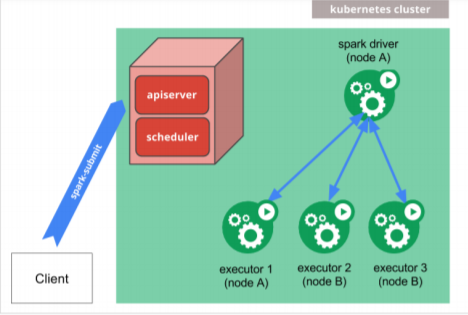 kubernetes cluster
spark driver
(node A)
apiserver
scheduler
spark-submit
executor 1
(node A)
executor 2
(node B)
executor 3
(node B)
Client